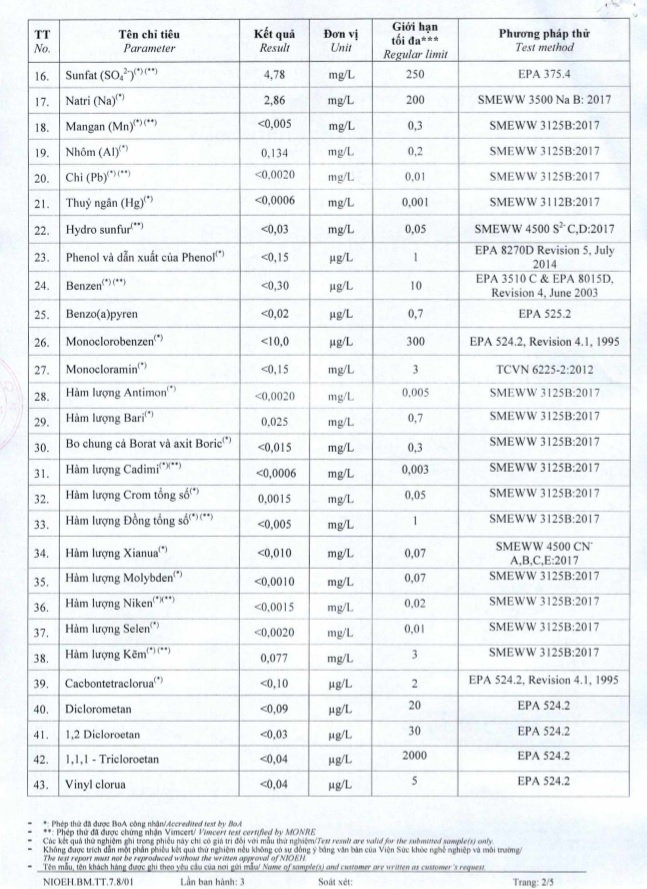 TT Tên chỉ tiêu Kết quả Đơn vị Giới hạn tối đa*** Phương pháp thử
No. Parameter Result Unit Regular limit Test method
16. Sunfat (SO₄²⁻)(*)(**) 4,78 mg/L 250 EPA 375.4
17. Natri (Na)(*) 2,86 mg/L 200 SMEWW 3500 Na B: 2017
18. Mangan (Mn)(*)(**) <0,005 mg/L 0,3 SMEWW 3125B:2017
19. Nhôm (Al)(*) 0,134 mg/L 0,2 SMEWW 3125B:2017
20. Chì (Pb)(*)(**) <0,0020 mg/L 0,01 SMEWW 3125B:2017
21. Thuỷ ngân (Hg)(*) <0,0006 mg/L 0,001 SMEWW 3112B:2017
22. Hydro sunfur(**) <0,03 mg/L 0,05 SMEWW 4500 S²⁻ C,D:2017
23. Phenol và dẫn xuất của Phenol(*) <0,15 µg/L 1 EPA 8270D Revision 5, July 2014
24. Benzen(*)(**) <0,30 µg/L 10 EPA 3510 C & EPA 8015D, Revision 4, June 2003
25. Benzo(a)pyren <0,02 µg/L 0,7 EPA 525.2
26. Monoclorobenzen(*) <10,0 µg/L 300 EPA 524.2, Revision 4.1, 1995
27. Monocloramin(*) <0,15 mg/L 3 TCVN 6225-2:2012
28. Hàm lượng Antimon(*) <0,0020 mg/L 0,005 SMEWW 3125B:2017
29. Hàm lượng Bari(*) 0,025 mg/L 0,7 SMEWW 3125B:2017
30. Bo chung cả Borat và axit Boric(*) <0,015 mg/L 0,3 SMEWW 3125B:2017
31. Hàm lượng Cadimi(*)(**) <0,0006 mg/L 0,003 SMEWW 3125B:2017
32. Hàm lượng Crom tổng số(*) 0,0015 mg/L 0,05 SMEWW 3125B:2017
33. Hàm lượng Đồng tổng số(*)(**) <0,005 mg/L 1 SMEWW 3125B:2017
34. Hàm lượng Xianua(*) <0,010 mg/L 0,07 SMEWW 4500 CN⁻ A,B,C,E:2017
35. Hàm lượng Molybden(*) <0,0010 mg/L 0,07 SMEWW 3125B:2017
36. Hàm lượng Niken(*)(**) <0,0015 mg/L 0,02 SMEWW 3125B:2017
37. Hàm lượng Selen(*) <0,0020 mg/L 0,01 SMEWW 3125B:2017
38. Hàm lượng Kẽm(*)(**) 0,077 mg/L 3 SMEWW 3125B:2017
39. Cacbontetraclorua(*) <0,10 µg/L 2 EPA 524.2, Revision 4.1, 1995
40. Diclorometan <0,09 µg/L 20 EPA 524.2
41. 1,2 Dicloroetan <0,03 µg/L 30 EPA 524.2
42. 1,1,1 - Tricloroetan <0,04 µg/L 2000 EPA 524.2
43. Vinyl clorua <0,04 µg/L 5 EPA 524.2
- *: Phép thử đã được BoA công nhận/Accredited test by BoA
- **: Phép thử đã được chứng nhận Vimcert/ Vimcert test certified by MONRE
- Các kết quả thử nghiệm ghi trong phiếu này chỉ có giá trị đối với mẫu thử nghiệm/Test result are valid for the submitted sample(s) only.
- Không được trích dẫn một phần phiếu kết quả thử nghiệm nếu không có sự đồng ý bằng văn bản của Viện Sức khỏe nghề nghiệp và môi trường/
The test report must not be reproduced without the written approval of NIOEH.
- Tên mẫu, tên khách hàng được ghi theo yêu cầu của nơi gửi mẫu/ Name of sample(s) and customer are written as customer's request.
NIOEH.BM.TT.7.8/01 Lần ban hành: 3 Soát xét: Trang: 2/5